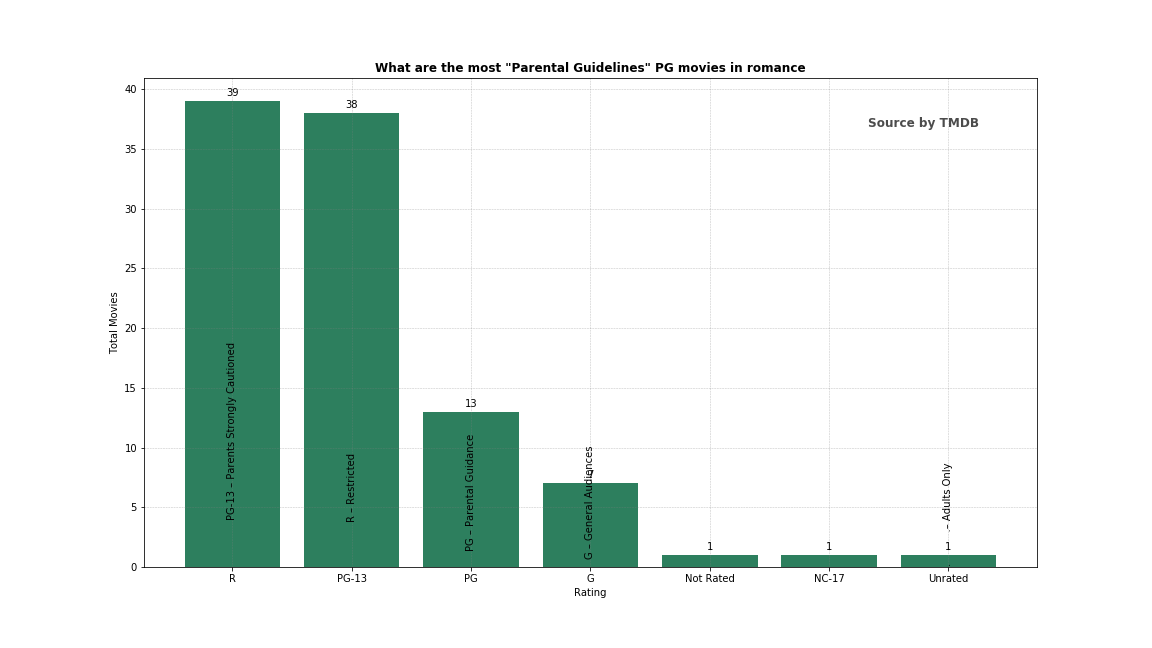 What are the most "Parental Guidelines" PG movies in romance
Source by TMDB
Total Movies
40
35
30
25
20
15
10
5
0
39
38
13
7
1
1
1
PG-13 – Parents Strongly Cautioned
R – Restricted
PG – Parental Guidance
G – General Audiences
.– Adults Only
R
PG-13
PG
G
Not Rated
NC-17
Unrated
Rating